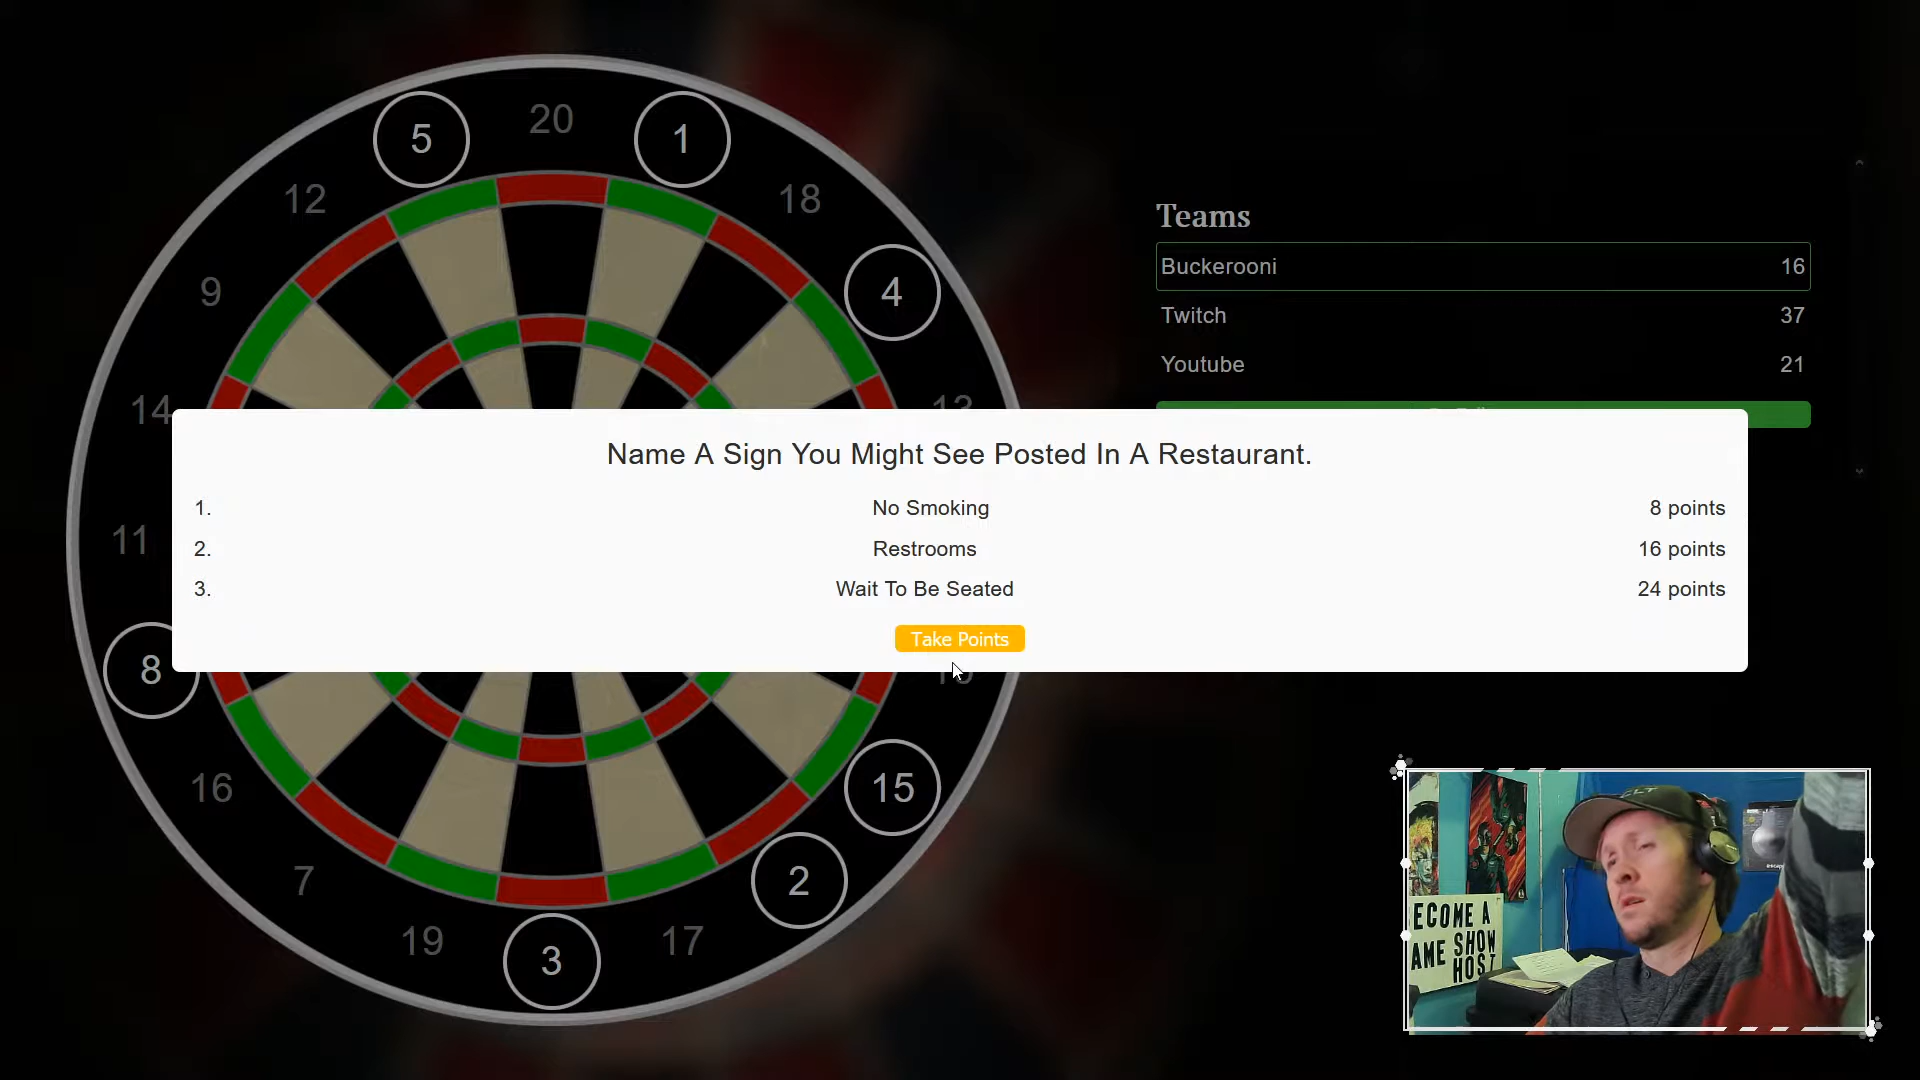 5
20
1
12
18
9
4
14
11
8
16
15
7
2
19
3
17
Teams
Buckerooni 16
Twitch 37
Youtube 21
Name A Sign You Might See Posted In A Restaurant.
1. No Smoking 8 points
2. Restrooms 16 points
3. Wait To Be Seated 24 points
Take Points
ECOME A
AME SHOW
HOST